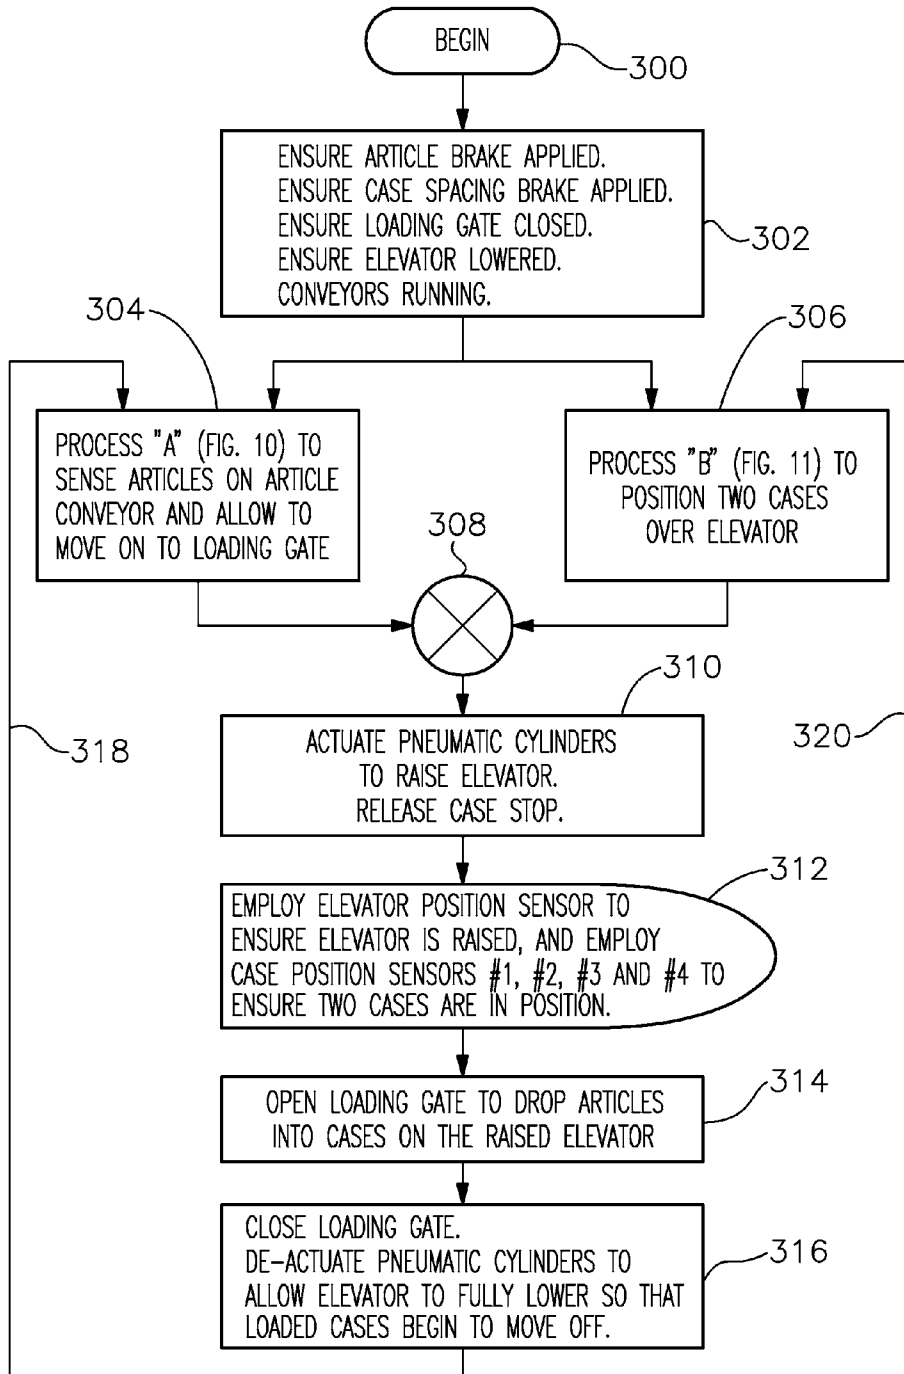 BEGIN
300
ENSURE ARTICLE BRAKE APPLIED.
ENSURE CASE SPACING BRAKE APPLIED.
ENSURE LOADING GATE CLOSED.
ENSURE ELEVATOR LOWERED.
CONVEYORS RUNNING.
302
304
306
PROCESS "A" (FIG. 10) TO
SENSE ARTICLES ON ARTICLE
CONVEYOR AND ALLOW TO
MOVE ON TO LOADING GATE
PROCESS "B" (FIG. 11) TO
POSITION TWO CASES
OVER ELEVATOR
308
310
ACTUATE PNEUMATIC CYLINDERS
TO RAISE ELEVATOR.
RELEASE CASE STOP.
318
320
312
EMPLOY ELEVATOR POSITION SENSOR TO
ENSURE ELEVATOR IS RAISED, AND EMPLOY
CASE POSITION SENSORS #1, #2, #3 AND #4 TO
ENSURE TWO CASES ARE IN POSITION.
314
OPEN LOADING GATE TO DROP ARTICLES
INTO CASES ON THE RAISED ELEVATOR
CLOSE LOADING GATE.
DE-ACTUATE PNEUMATIC CYLINDERS TO
ALLOW ELEVATOR TO FULLY LOWER SO THAT
LOADED CASES BEGIN TO MOVE OFF.
316